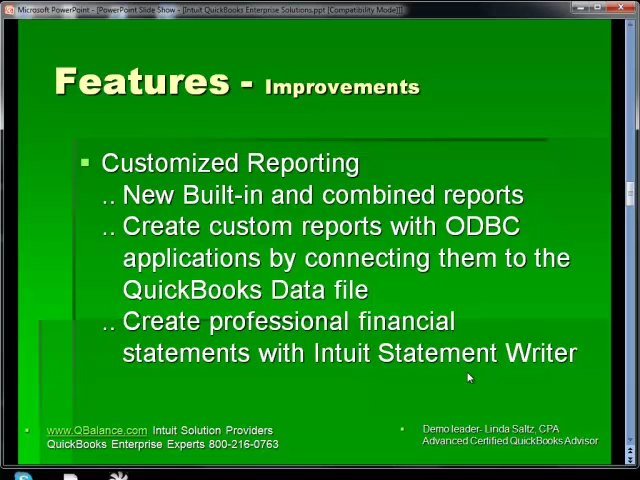 Microsoft PowerPoint - [PowerPoint Slide Show - [Intuit QuickBooks Enterprise Solutions.ppt [Compatibility Mode]]]
Features - Improvements
Customized Reporting
.. New Built-in and combined reports
.. Create custom reports with ODBC
applications by connecting them to the
QuickBooks Data file
.. Create professional financial
statements with Intuit Statement Writer
www.QBalance.com Intuit Solution Providers
QuickBooks Enterprise Experts 800-216-0763
Demo leader- Linda Saltz, CPA
Advanced Certified QuickBooks Advisor